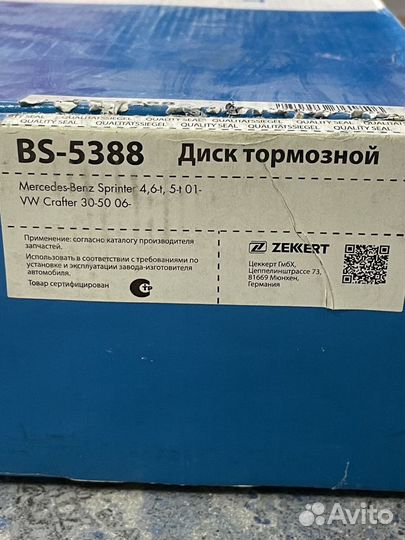 QUALITY SEAL QUALITÄTSSIEGEL QUALITY SEAL QUALITÄTSSIEGEL QUALITY SEAL
BS-5388 Диск тормозной
Mercedes-Benz Sprinter 4,6-t, 5-t 01-
VW Crafter 30-50 06-
Применение: согласно каталогу производителя
запчастей.
Использовать в соответствии с требованиями по
установке и эксплуатации завода-изготовителя
автомобиля.
Товар сертифицирован
ZEKKERT
Цеккерт ГмбХ,
Цеппелинштрассе 73,
81669 Мюнхен,
Германия
Avito